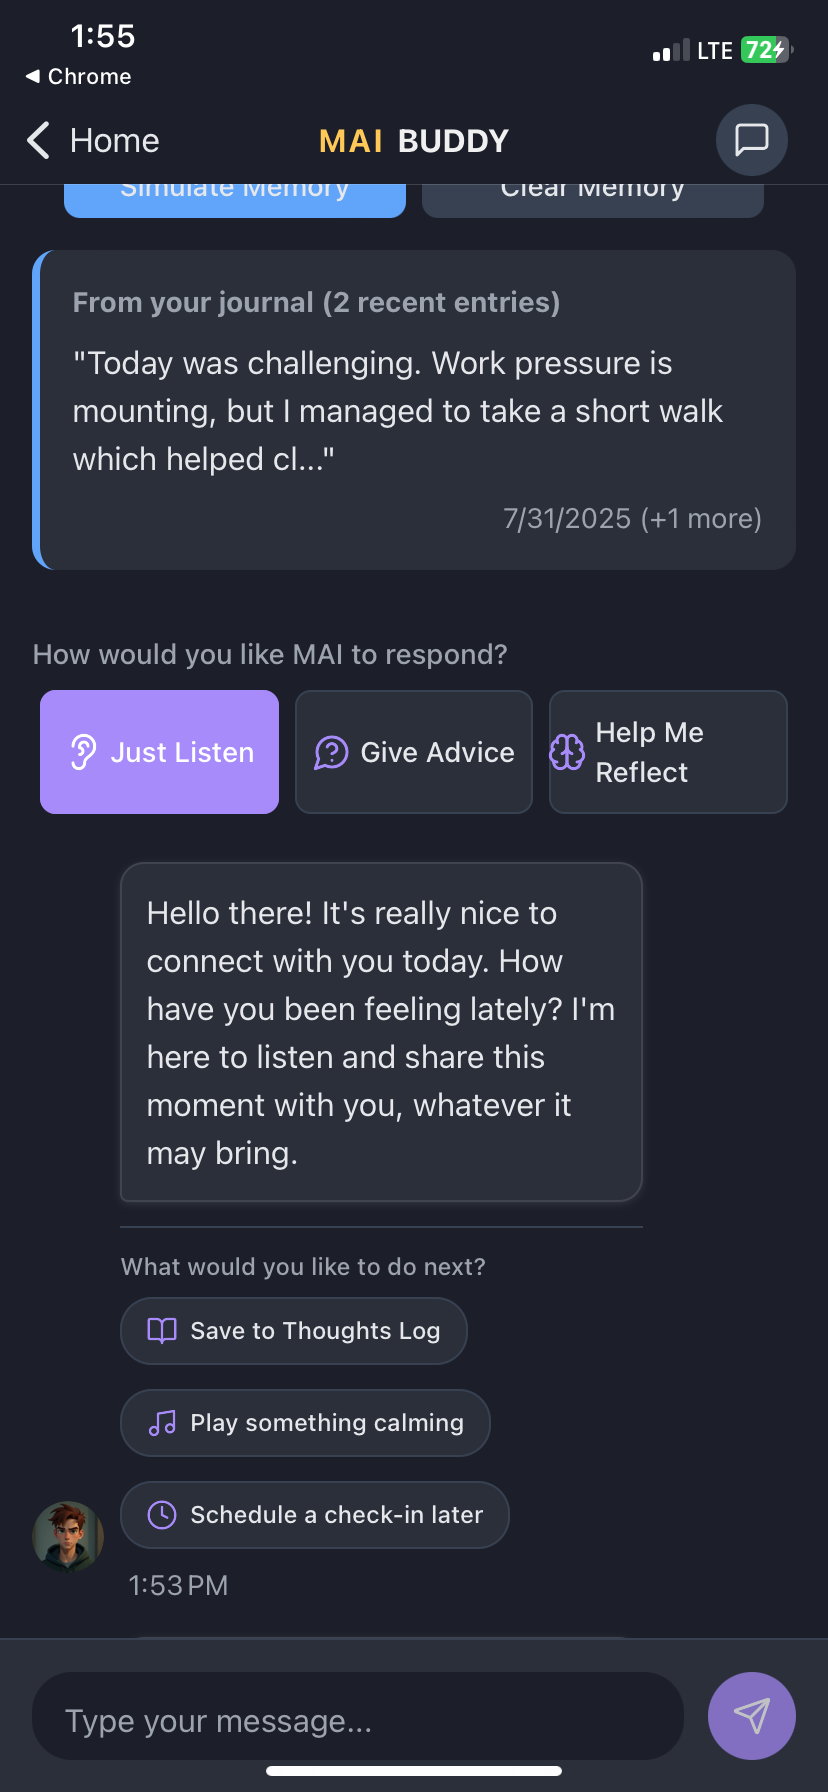 1:55
LTE 72
◀ Chrome
Home
MAI BUDDY
Simulate Memory
Clear Memory
From your journal (2 recent entries)
"Today was challenging. Work pressure is
mounting, but I managed to take a short walk
which helped cl..."
7/31/2025 (+1 more)
How would you like MAI to respond?
Just Listen
Give Advice
Help Me
Reflect
Hello there! It's really nice to
connect with you today. How
have you been feeling lately? I'm
here to listen and share this
moment with you, whatever it
may bring.
What would you like to do next?
Save to Thoughts Log
Play something calming
Schedule a check-in later
1:53 PM
Type your message...